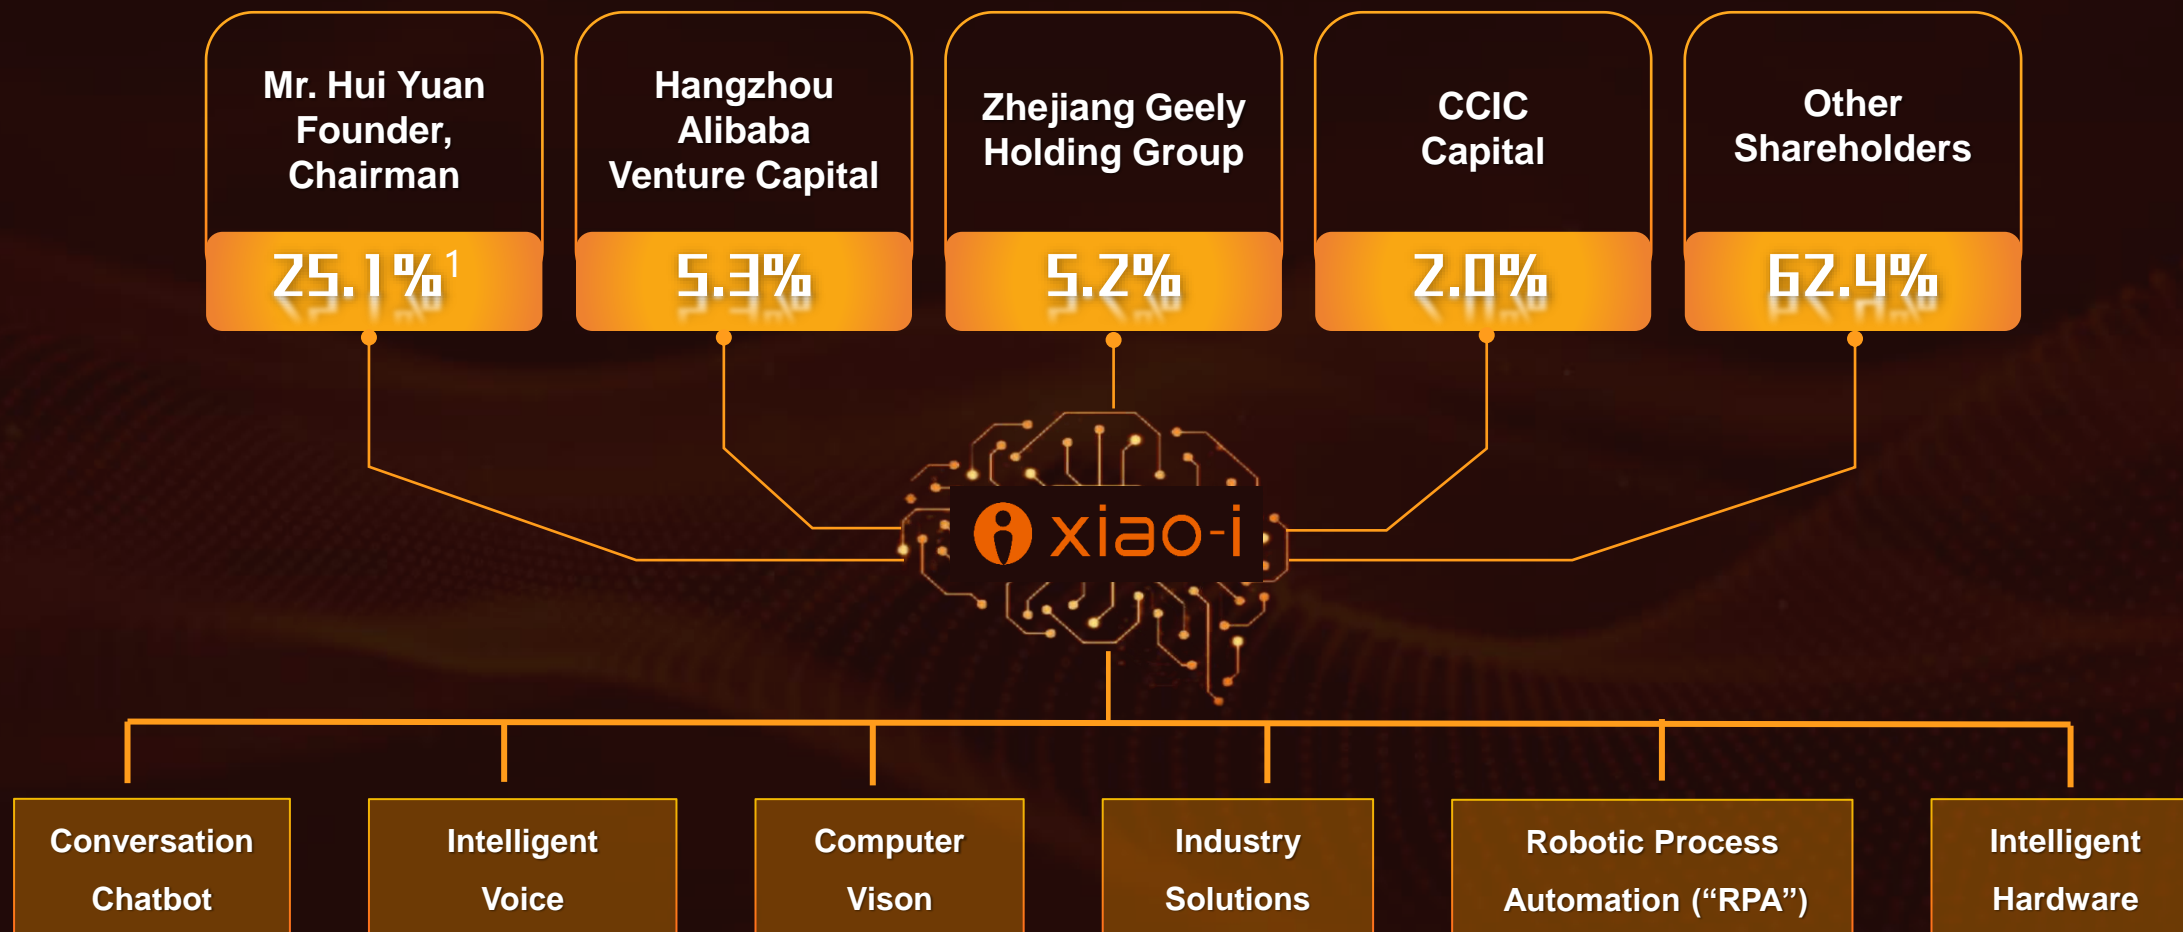 Mr. Hui Yuan
Founder,
Chairman
25.1%1
Hangzhou
Alibaba
Venture Capital
5.3%
Zhejiang Geely
Holding Group
5.2%
CCIC
Capital
2.0%
Other
Shareholders
62.4%
xiao-i
Conversation
Chatbot
Intelligent
Voice
Computer
Vison
Industry
Solutions
Robotic Process
Automation (“RPA”)
Intelligent
Hardware